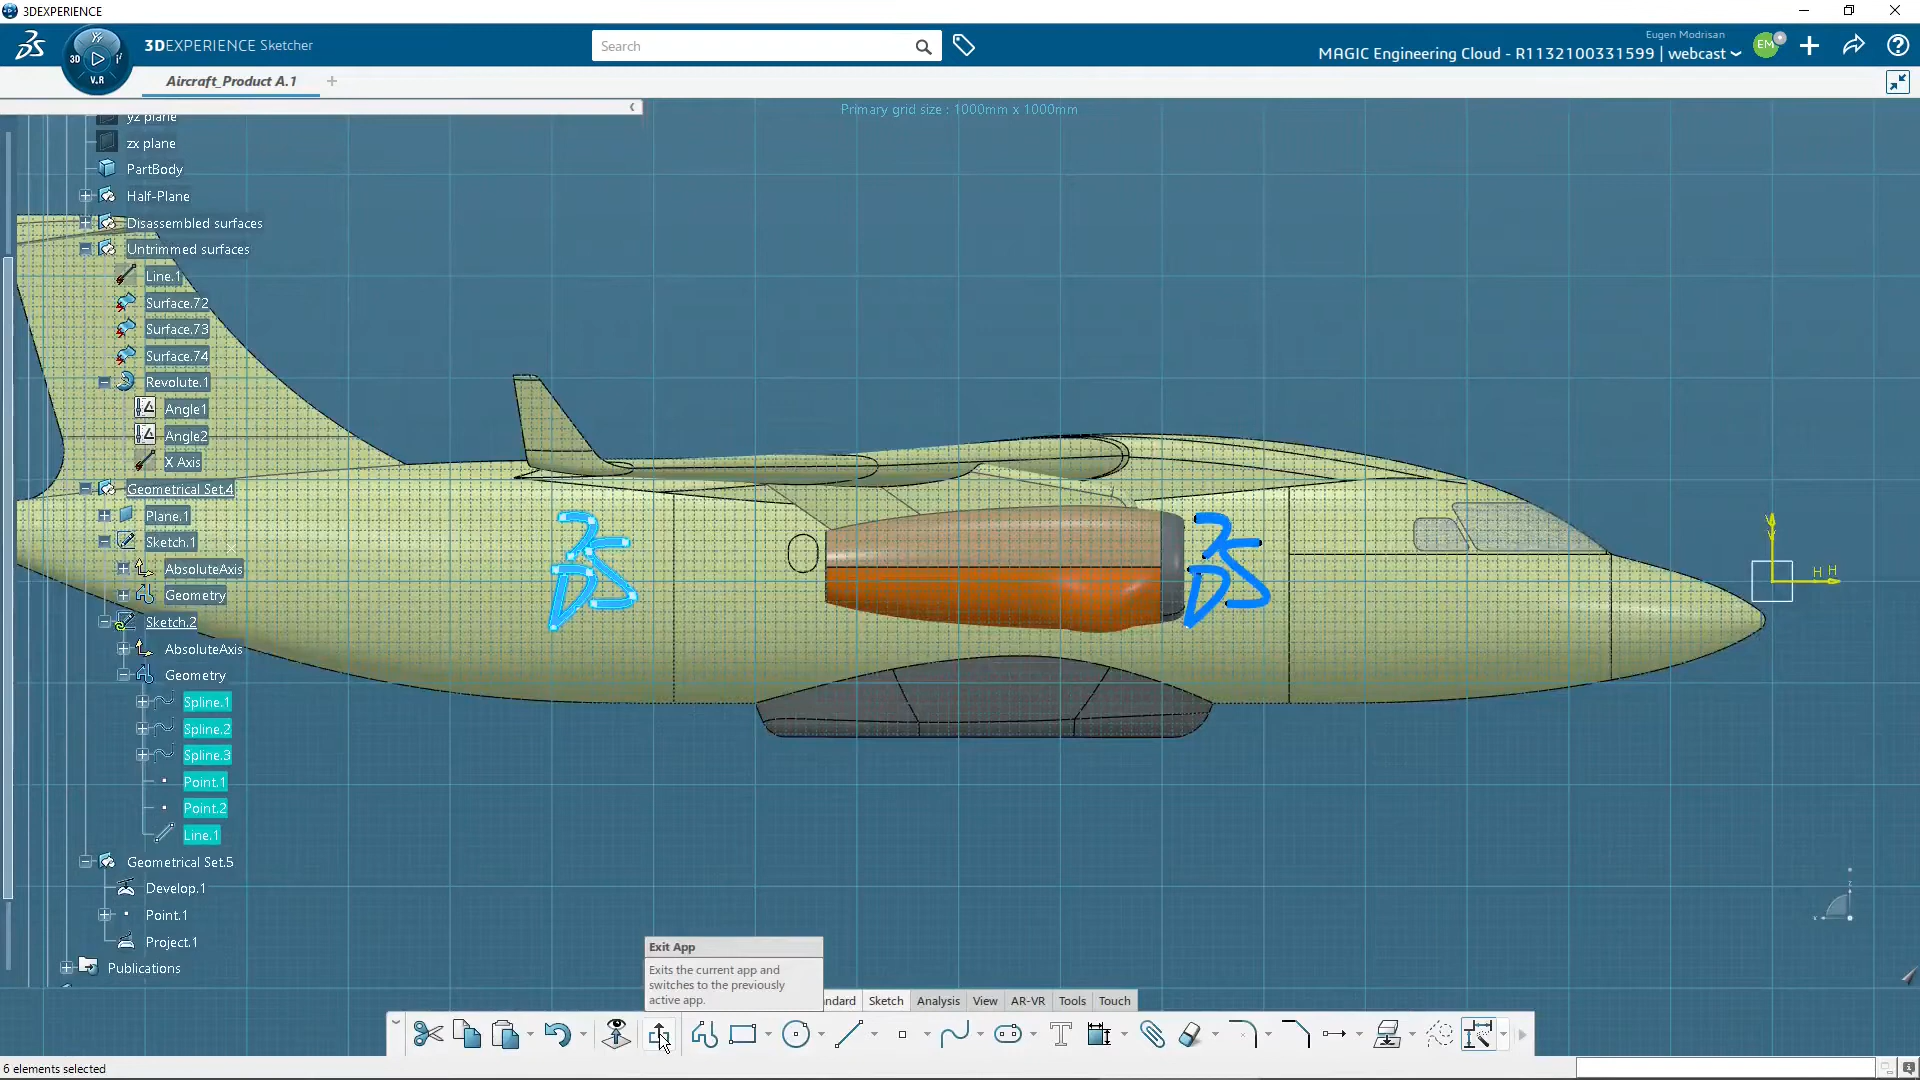 3DEXPERIENCE
3DEXPERIENCE Sketcher
3D
V.R
Search
Eugen Modrisan
MAGIC Engineering Cloud - R1132100331599 | webcast
EM
Aircraft_Product A.1
Primary grid size : 1000mm x 1000mm
yz plane
zx plane
PartBody
Half-Plane
Disassembled surfaces
Untrimmed surfaces
Line.1
Surface.72
Surface.73
Surface.74
Revolute.1
Angle1
Angle2
X Axis
Geometrical Set.4
Plane.1
Sketch.1
AbsoluteAxis
Geometry
Sketch.2
AbsoluteAxis
Geometry
Spline.1
Spline.2
Spline.3
Point.1
Point.2
Line.1
Geometrical Set.5
Develop.1
Point.1
Project.1
Publications
H H
Exit App
Exits the current app and
switches to the previously
active app.
ndard Sketch Analysis View AR-VR Tools Touch
6 elements selected